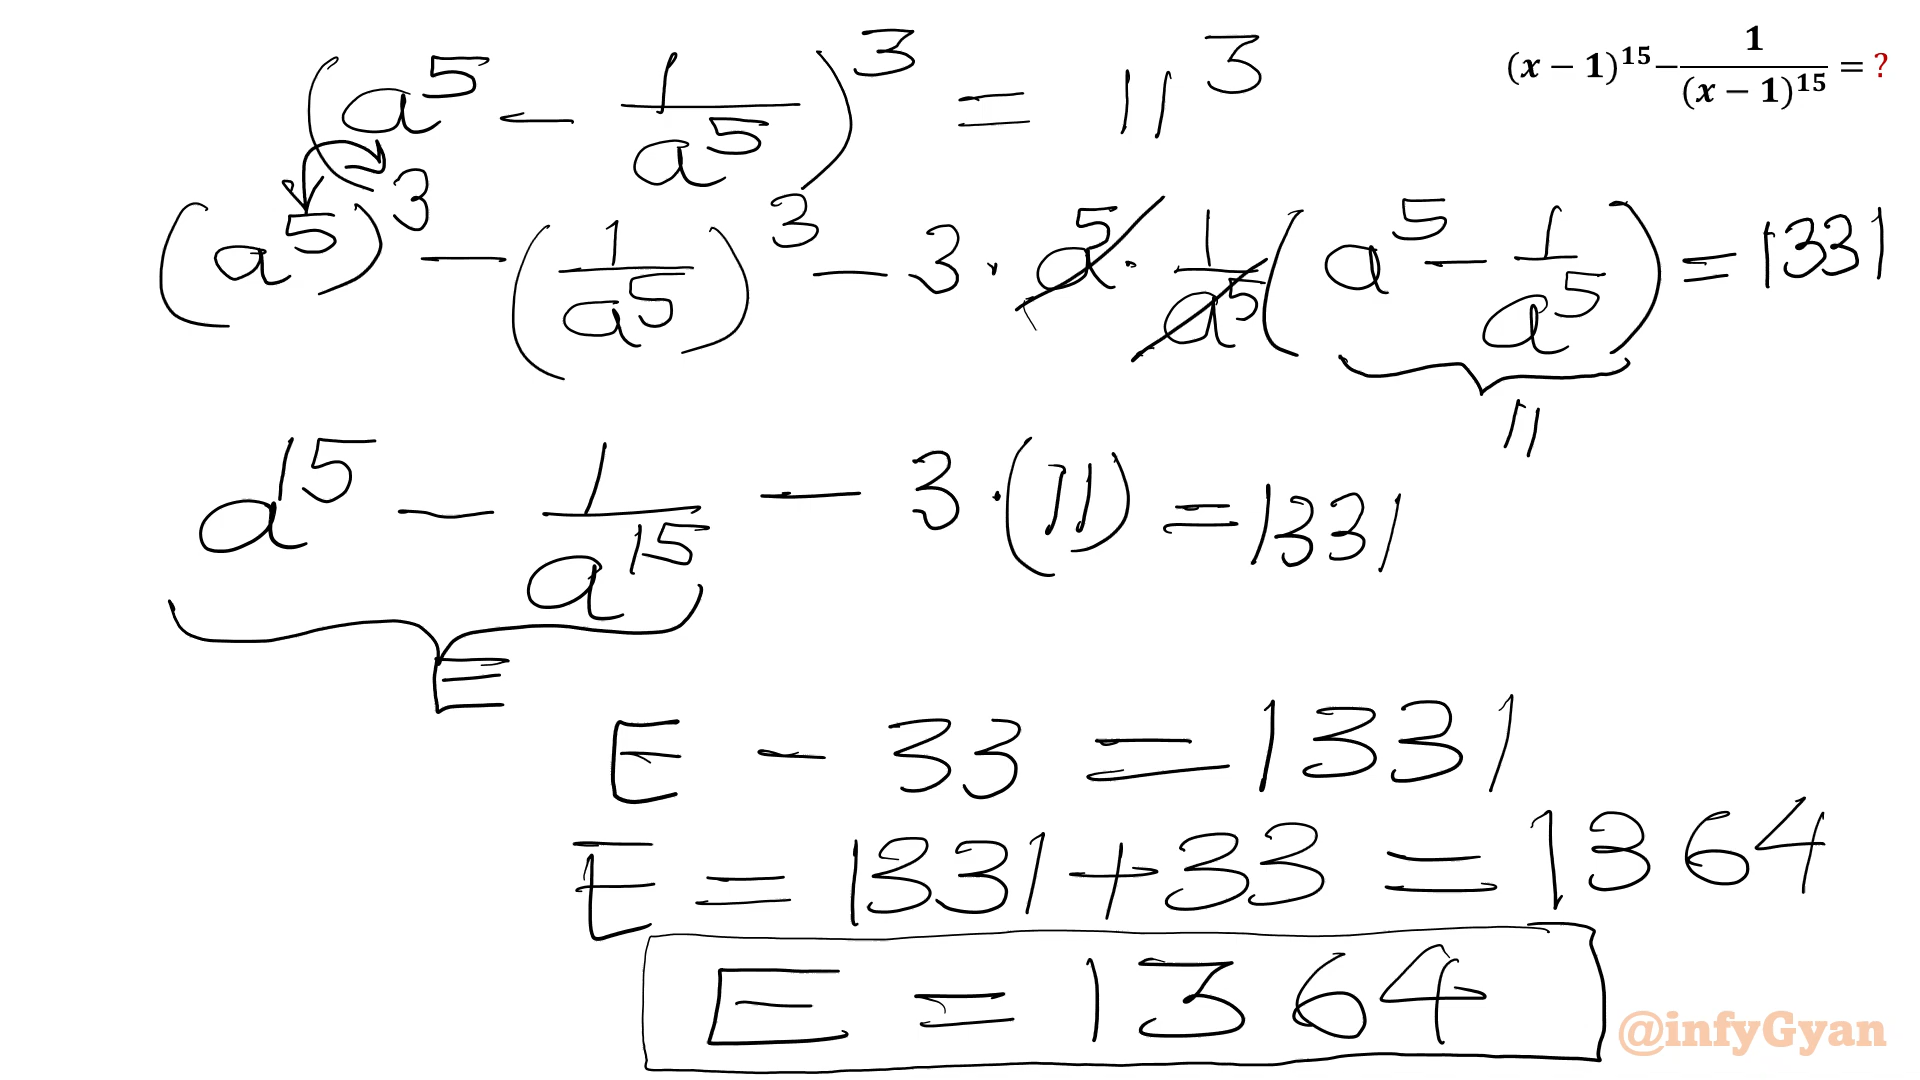 (x − 1)^15 − 1/(x − 1)^15 = ?
(a^5 − 1/a^5)^3 = 11^3
(a^5)^3 − (1/a^5)^3 − 3 · a^5 · 1/a^5 (a^5 − 1/a^5) = 1331
11
a^15 − 1/a^15 − 3 · (11) = 1331
E
E − 33 = 1331
E = 1331 + 33 = 1364
E = 1364
@infyGyan